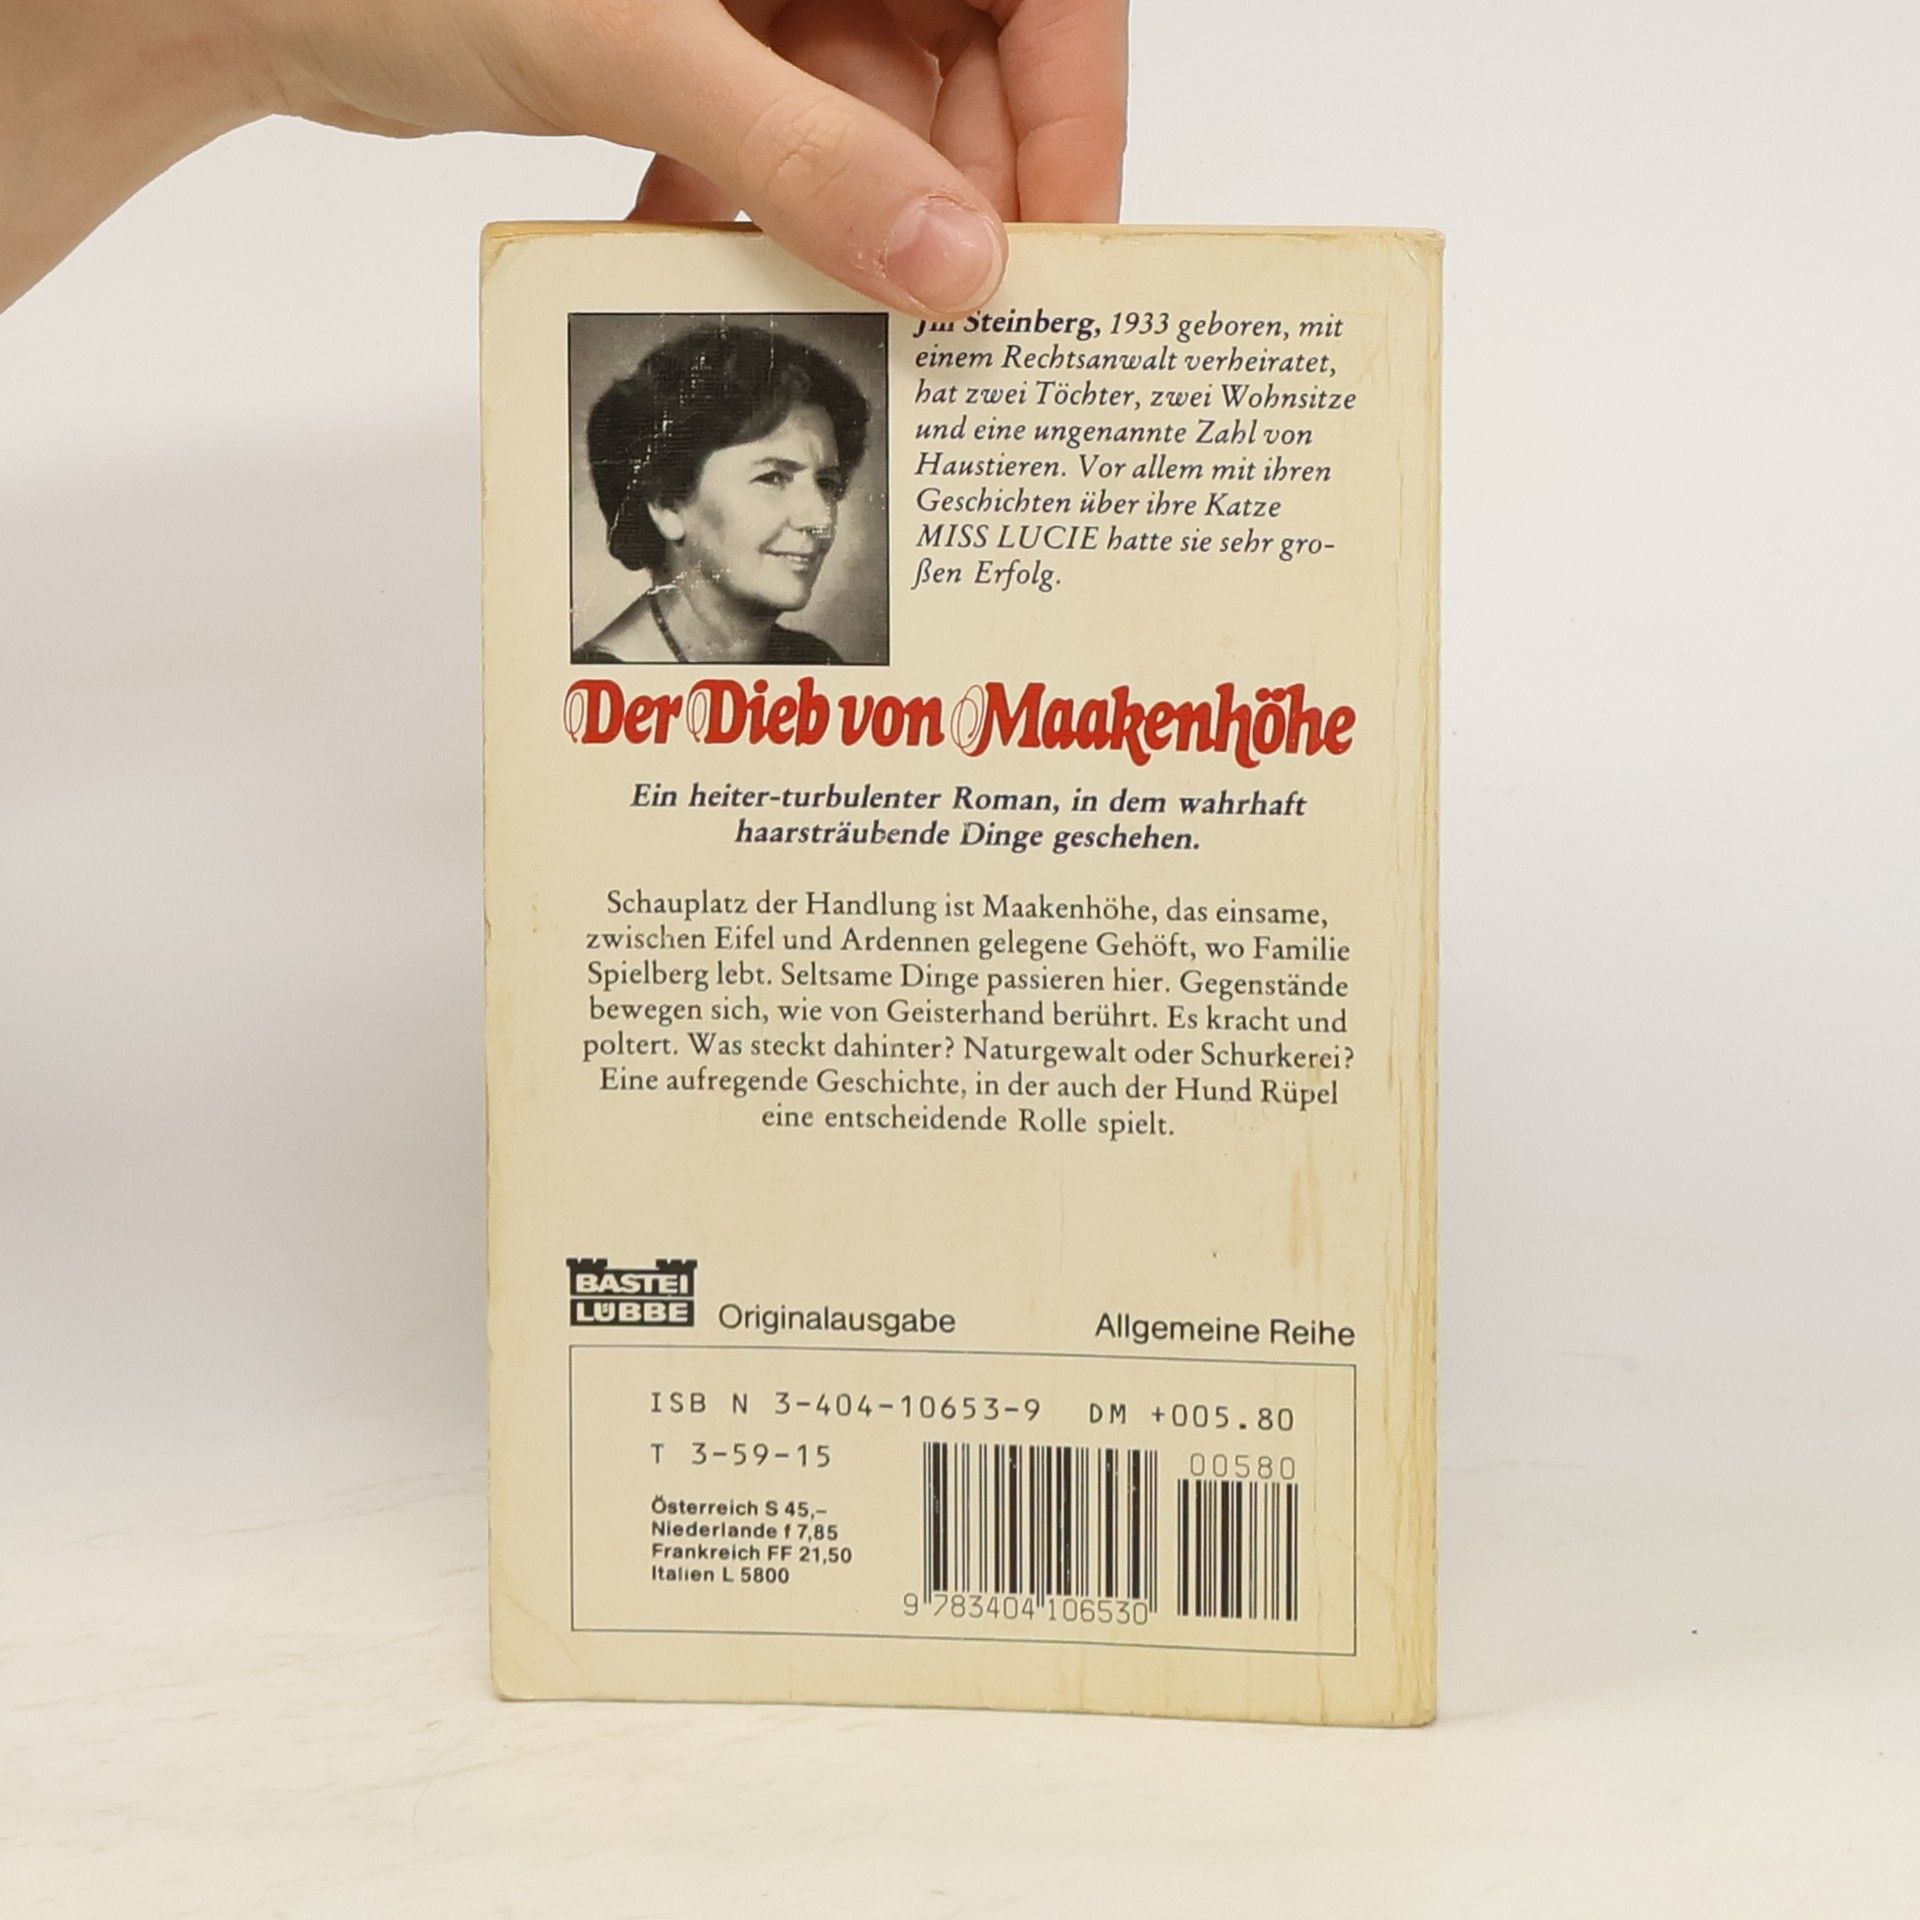 Steinberg, 1933 geboren, mit
einem Rechtsanwalt verheiratet,
hat zwei Töchter, zwei Wohnsitze
und eine ungenannte Zahl von
Haustieren. Vor allem mit ihren
Geschichten über ihre Katze
MISS LUCIE hatte sie sehr gro-
ßen Erfolg.
Der Dieb von Maakenhöhe
Ein heiter-turbulenter Roman, in dem wahrhaft
haarsträubende Dinge geschehen.
Schauplatz der Handlung ist Maakenhöhe, das einsame,
zwischen Eifel und Ardennen gelegene Gehöft, wo Familie
Spielberg lebt. Seltsame Dinge passieren hier. Gegenstände
bewegen sich, wie von Geisterhand berührt. Es kracht und
poltert. Was steckt dahinter? Naturgewalt oder Schurkerei?
Eine aufregende Geschichte, in der auch der Hund Rüpel
eine entscheidende Rolle spielt.
BASTEI
LÜBBE
Originalausgabe Allgemeine Reihe
ISB N 3-404-10653-9 DM +005.80
T 3-59-15
00580
Österreich S 45,–
Niederlande f 7,85
Frankreich FF 21,50
Italien L 5800
9 783404 106530